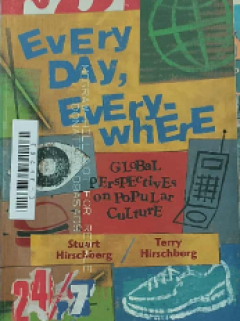 EvERy
DAy,
EvERy-
whERE
GLObal
PERSPECTivEs
on PoPuLar
CuLtuRE
Stuart
Hirschberg
/
Terry
Hirschberg
24/7